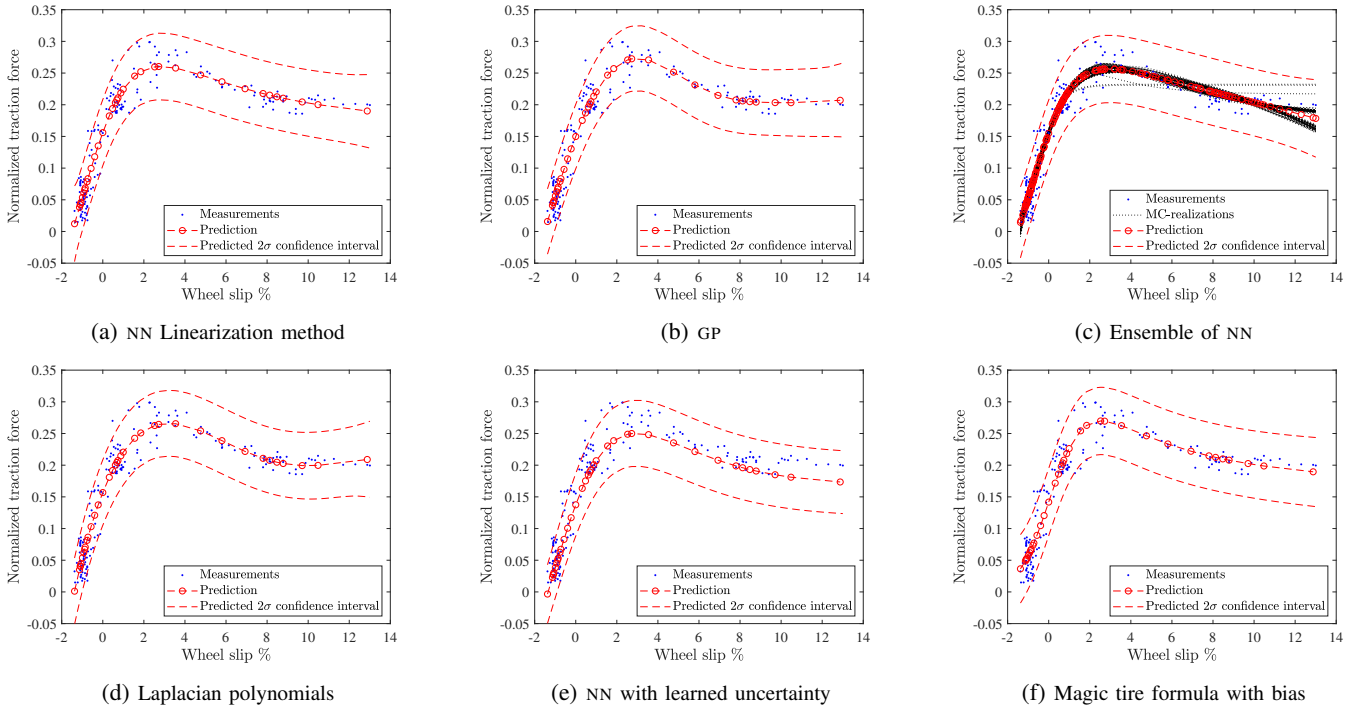 0.35
0.3
0.25
0.2
0.15
0.1
0.05
0
-0.05
Normalized traction force
Measurements
Prediction
Predicted 2σ confidence interval
-2 0 2 4 6 8 10 12 14
Wheel slip %
(a) NN Linearization method
0.35
0.3
0.25
0.2
0.15
0.1
0.05
0
-0.05
Normalized traction force
Measurements
Prediction
Predicted 2σ confidence interval
-2 0 2 4 6 8 10 12 14
Wheel slip %
(b) GP
0.35
0.3
0.25
0.2
0.15
0.1
0.05
0
-0.05
Normalized traction force
Measurements
MC-realizations
Prediction
Predicted 2σ confidence interval
-2 0 2 4 6 8 10 12 14
Wheel slip %
(c) Ensemble of NN
0.35
0.3
0.25
0.2
0.15
0.1
0.05
0
-0.05
Normalized traction force
Measurements
Prediction
Predicted 2σ confidence interval
-2 0 2 4 6 8 10 12 14
Wheel slip %
(d) Laplacian polynomials
0.35
0.3
0.25
0.2
0.15
0.1
0.05
0
-0.05
Normalized traction force
Measurements
Prediction
Predicted 2σ confidence interval
-2 0 2 4 6 8 10 12 14
Wheel slip %
(e) NN with learned uncertainty
0.35
0.3
0.25
0.2
0.15
0.1
0.05
0
-0.05
Normalized traction force
Measurements
Prediction
Predicted 2σ confidence interval
-2 0 2 4 6 8 10 12 14
Wheel slip %
(f) Magic tire formula with bias